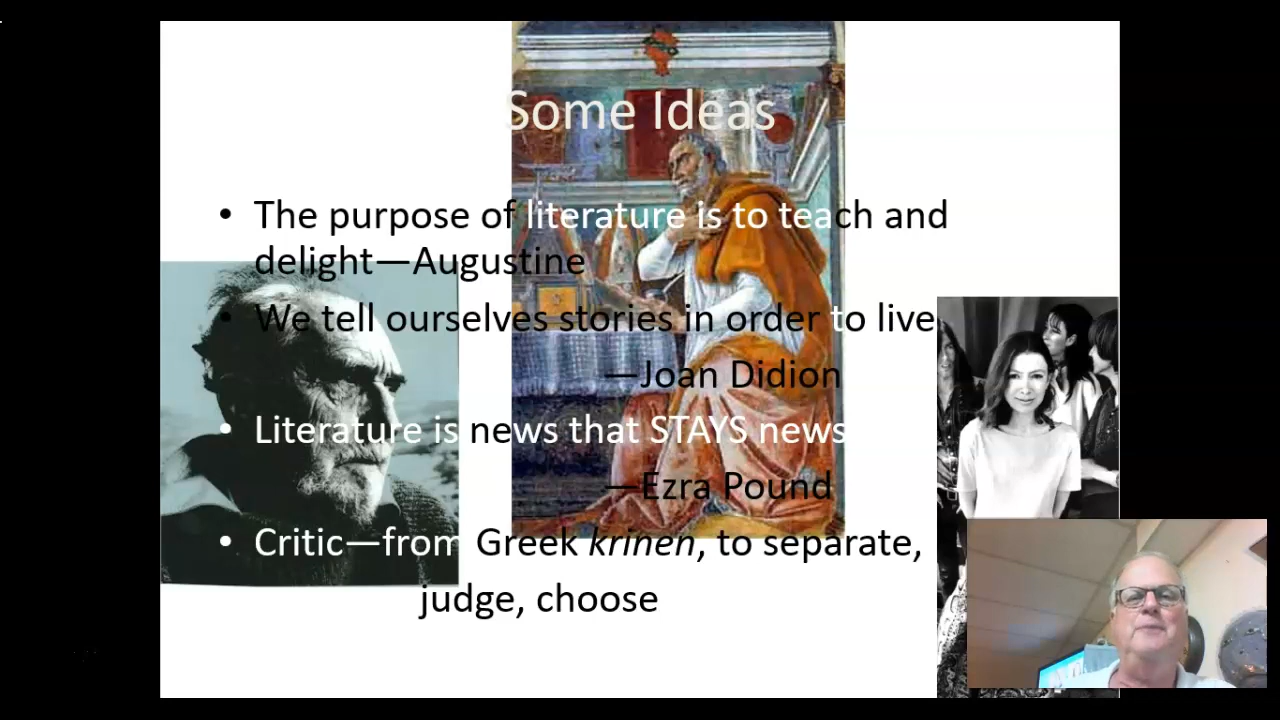 Some Ideas
• The purpose of literature is to teach and
delight—Augustine
• We tell ourselves stories in order to live
—Joan Didion
• Literature is news that STAYS news
—Ezra Pound
• Critic—from Greek krinen, to separate,
judge, choose